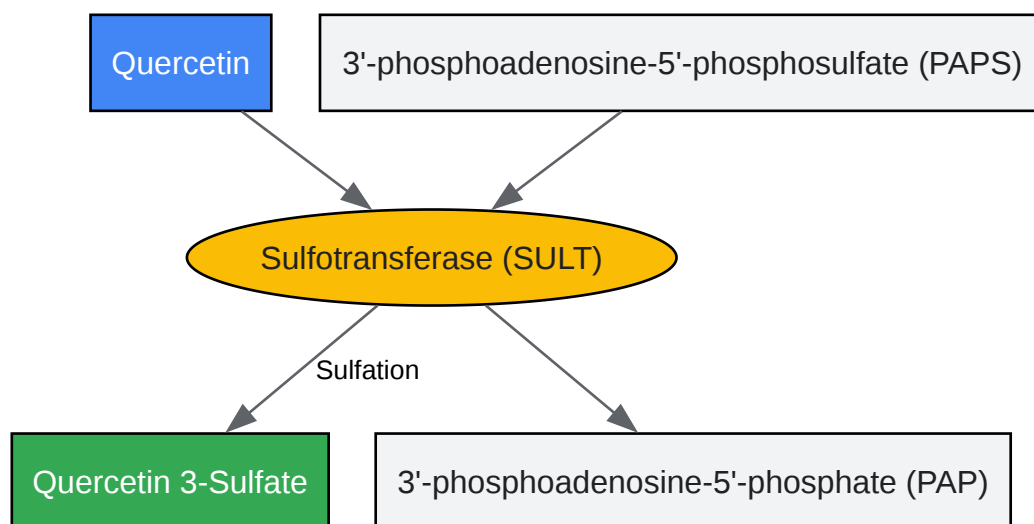 Quercetin
3'-phosphoadenosine-5'-phosphosulfate (PAPS)
Sulfotransferase (SULT)
Sulfation
Quercetin 3-Sulfate
3'-phosphoadenosine-5'-phosphate (PAP)